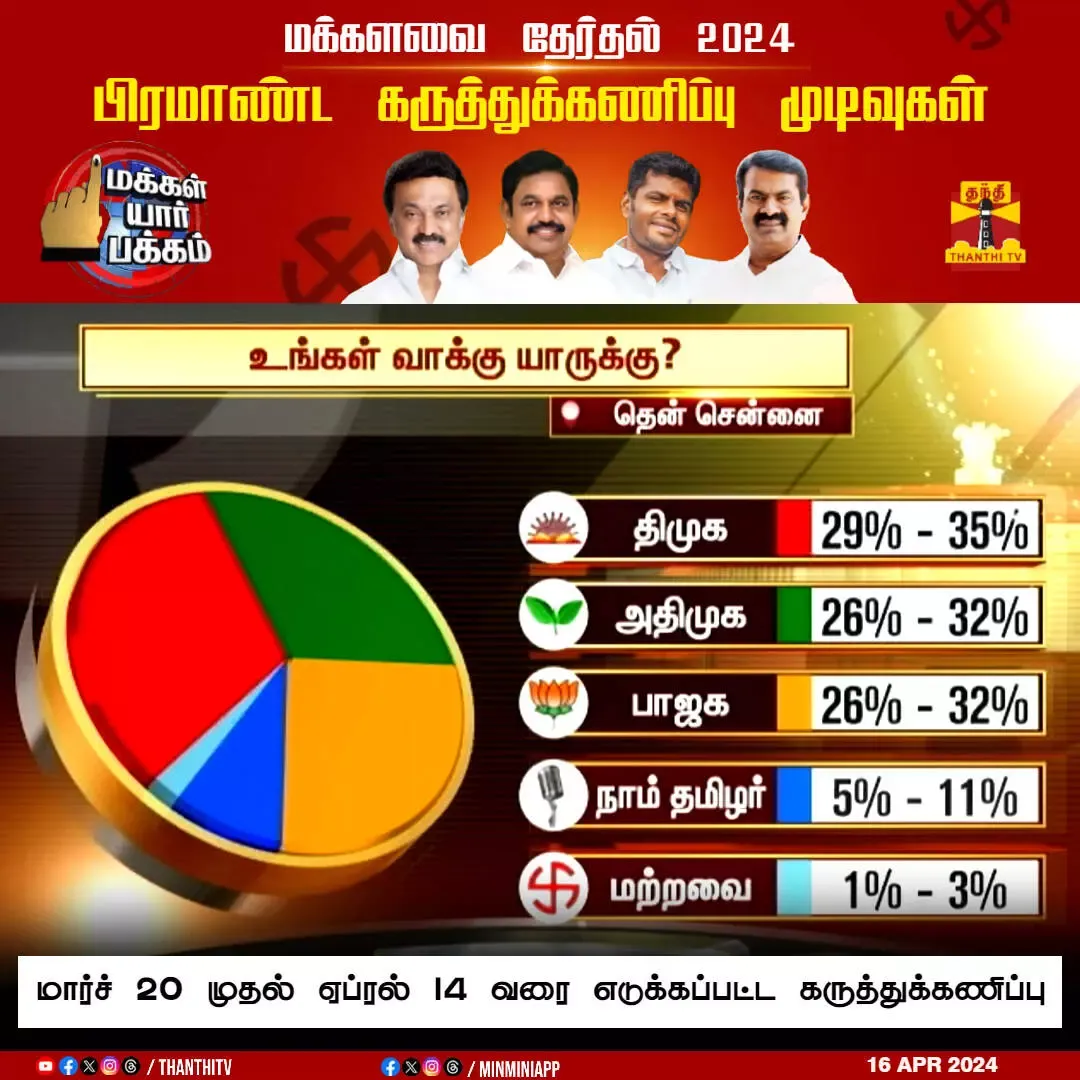 மக்களவை தேர்தல் 2024
பிரமாண்ட கருத்துக்கணிப்பு முடிவுகள்
மக்கள்
யார்
பக்கம்
தந்தி
THANTHI TV
உங்கள் வாக்கு யாருக்கு?
தென் சென்னை
திமுக 29% - 35%
அதிமுக 26% - 32%
பாஜக 26% - 32%
நாம் தமிழர் 5% - 11%
மற்றவை 1% - 3%
மார்ச் 20 முதல் ஏப்ரல் 14 வரை எடுக்கப்பட்ட கருத்துக்கணிப்பு
/ THANTHITV / MINMINIAPP 16 APR 2024